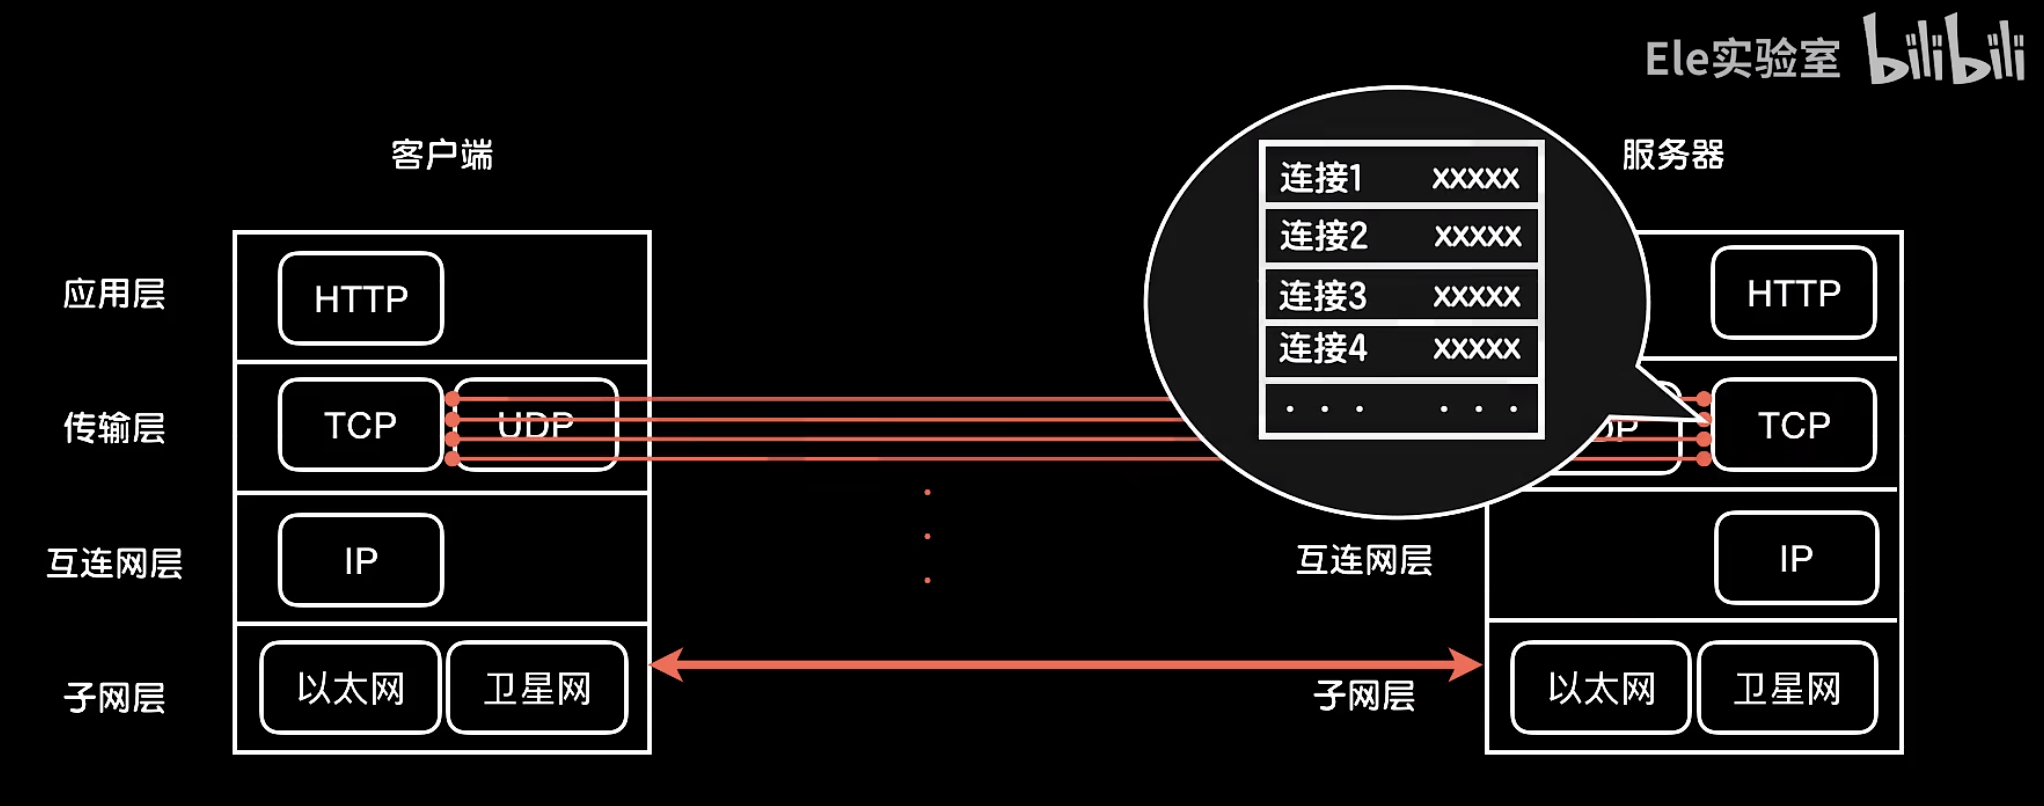 Ele实验室 bilibili
客户端
服务器
连接1 xxxxx
连接2 xxxxx
连接3 xxxxx
连接4 xxxxx
· · · · · ·
应用层 HTTP HTTP
传输层 TCP UDP DP TCP
互连网层 IP 互连网层 IP
子网层 以太网 卫星网 子网层 以太网 卫星网